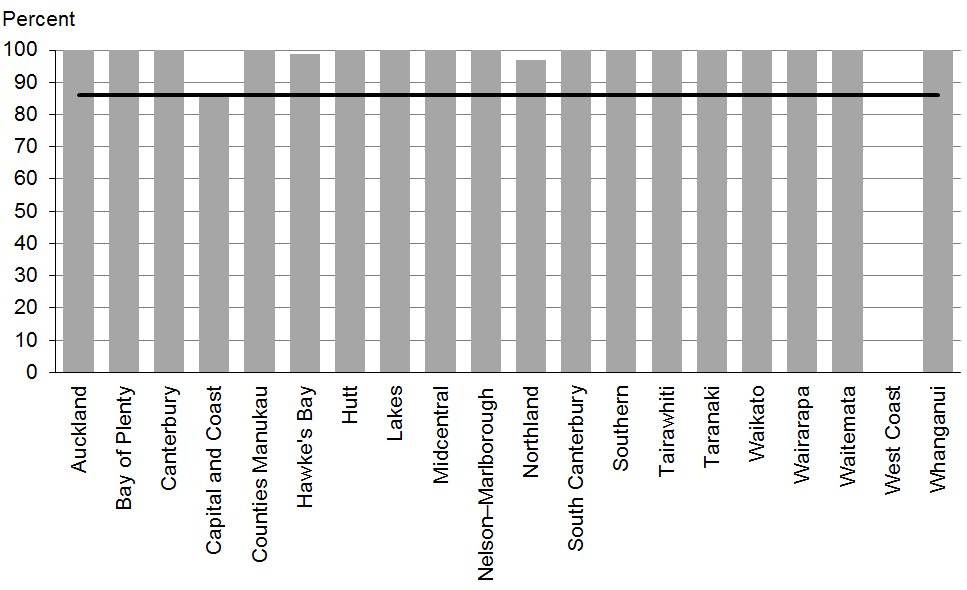 Percent
100
90
80
70
60
50
40
30
20
10
0
Auckland
Bay of Plenty
Canterbury
Capital and Coast
Counties Manukau
Hawke's Bay
Hutt
Lakes
Midcentral
Nelson–Marlborough
Northland
South Canterbury
Southern
Tairawhiti
Taranaki
Waikato
Wairarapa
Waitemata
West Coast
Whanganui